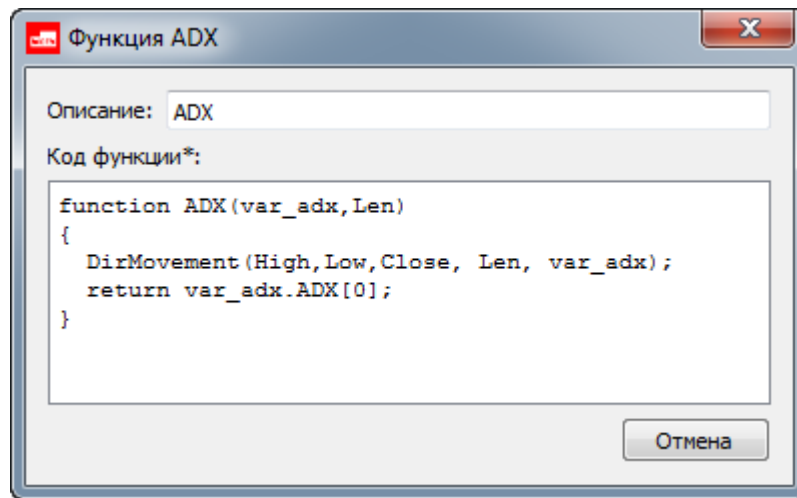 Функция ADX
Описание: ADX
Код функции*:
function ADX(var_adx,Len)
{
  DirMovement(High,Low,Close, Len, var_adx);
  return var_adx.ADX[0];
}
Отмена